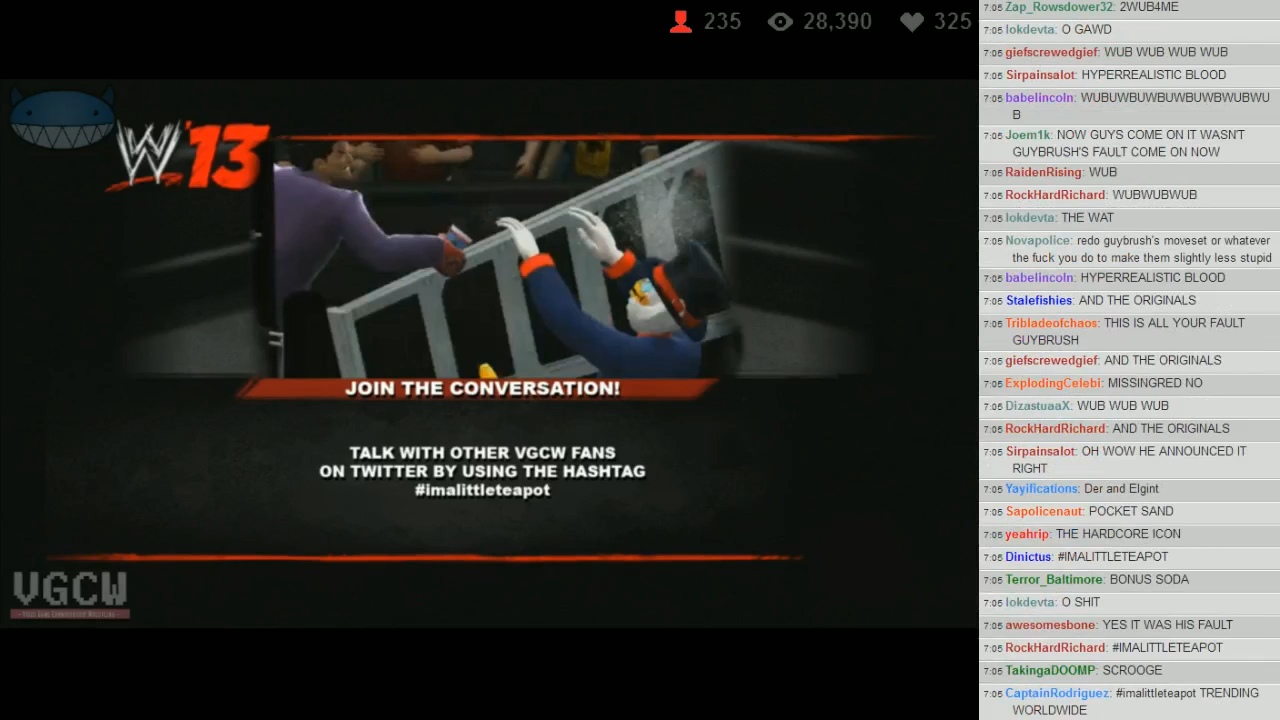 235 28,390 325
W'13
JOIN THE CONVERSATION!
TALK WITH OTHER VGCW FANS
ON TWITTER BY USING THE HASHTAG
#imalittleteapot
VGCW
- VIDEO GAME CHAMPIONSHIP WRESTLING -
7:05 Zap_Rowsdower32: 2WUB4ME
7:05 lokdevta: O GAWD
7:05 giefscrewedgief: WUB WUB WUB WUB
7:05 Sirpainsalot: HYPERREALISTIC BLOOD
7:05 babelincoln: WUBUWBUWBUWBUWBWUBWU
B
7:05 Joem1k: NOW GUYS COME ON IT WASN'T
GUYBRUSH'S FAULT COME ON NOW
7:05 RaidenRising: WUB
7:05 RockHardRichard: WUBWUBWUB
7:05 lokdevta: THE WAT
7:05 Novapolice: redo guybrush's moveset or whatever
the fuck you do to make them slightly less stupid
7:05 babelincoln: HYPERREALISTIC BLOOD
7:05 Stalefishies: AND THE ORIGINALS
7:05 Tribladeofchaos: THIS IS ALL YOUR FAULT
GUYBRUSH
7:05 giefscrewedgief: AND THE ORIGINALS
7:05 ExplodingCelebi: MISSINGRED NO
7:05 DizastuaaX: WUB WUB WUB
7:05 RockHardRichard: AND THE ORIGINALS
7:05 Sirpainsalot: OH WOW HE ANNOUNCED IT
RIGHT
7:05 Yayifications: Der and Elgint
7:05 Sapolicenaut: POCKET SAND
7:05 yeahrip: THE HARDCORE ICON
7:05 Dinictus: #IMALITTLETEAPOT
7:05 Terror_Baltimore: BONUS SODA
7:05 lokdevta: O SHIT
7:05 awesomesbone: YES IT WAS HIS FAULT
7:05 RockHardRichard: #IMALITTLETEAPOT
7:05 TakingaDOOMP: SCROOGE
7:05 CaptainRodriguez: #imalittleteapot TRENDING
WORLDWIDE